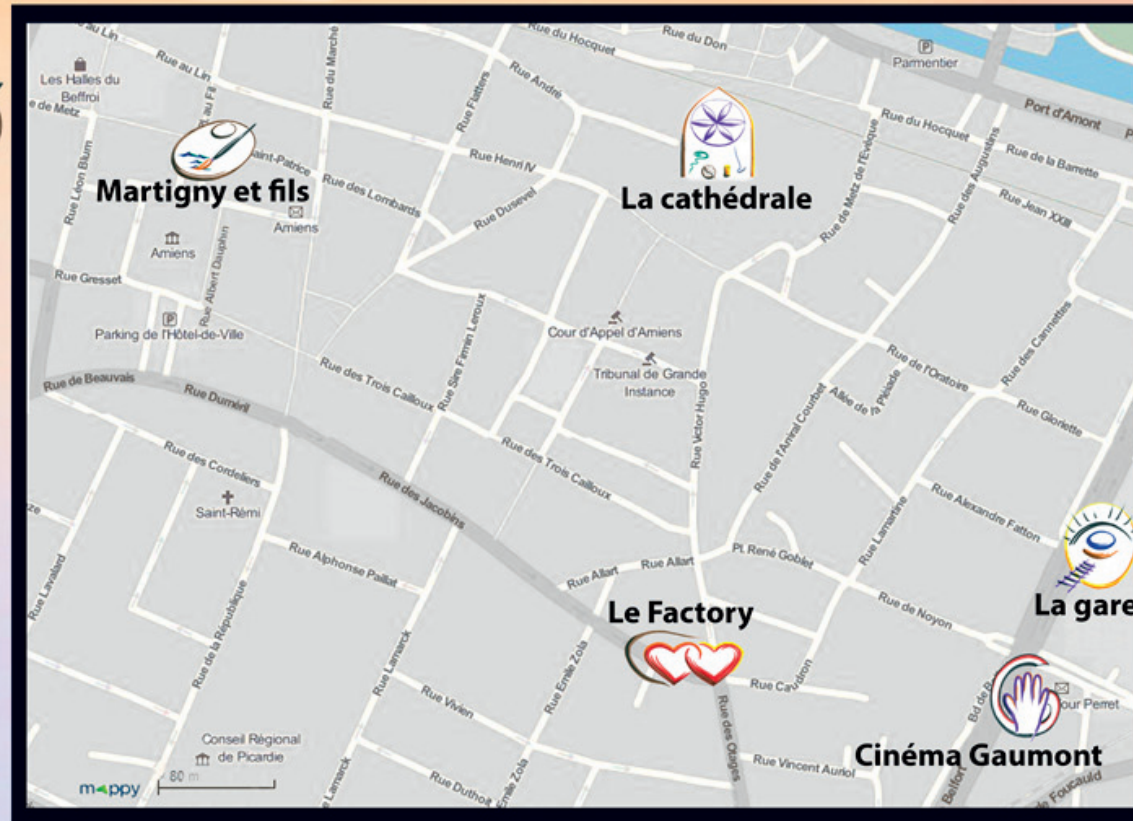 au Lin
Rue du Hocquet
Rue du Don
P
Parmentier
Les Halles du
Beffroi
Rue au Lin
au Fil
Rue du Marché
Rue Flatters
Rue André
Port d'Amont
e de Metz
Rue du Hocquet
Rue de la Barrette
Saint-Patrice
Rue Henri IV
Martigny et fils
La cathédrale
Rue Léon Blum
Rue des Lombards
Rue Dusevel
Rue de Metz de l'Evêque
Rue des Augustins
Rue Jean XXIII
Amiens
Amiens
Rue Albert Dauphin
Rue Gresset
P
Parking de l'Hôtel-de-Ville
Rue Sire Firmin Leroux
Cour d'Appel d'Amiens
Tribunal de Grande
Instance
Rue des Cannettes
Rue de l'Oratoire
Allée de la Pléiade
Rue Gloriette
Rue de Beauvais
Rue Duméril
Rue des Trois Cailloux
Rue Victor Hugo
Rue de l'Amiral Courbet
Rue des Cordeliers
Rue des Trois Cailloux
Rue des Jacobins
Saint-Rémi
Rue Alexandre Fatton
Rue Lamartine
Rue Alphonse Paillat
Rue Allart
Rue Allart
Pl. René Goblet
Rue Lavalard
La gare
Rue de Noyon
Le Factory
Rue de la République
Rue Lamarck
Rue Emile Zola
Rue Caudron
Rue Vivien
Rue des Otages
Bd de B
our Perret
Conseil Régional
de Picardie
Cinéma Gaumont
Rue Vincent Auriol
mappy
80 m
Rue Lamarck
Rue Duthoit
Emile Zola
Belfort
de Foucauld